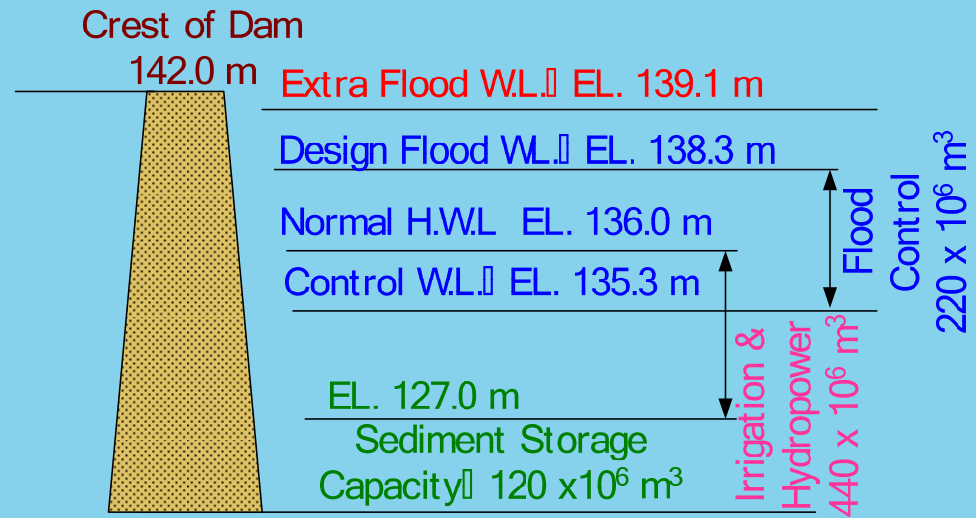 Crest of Dam
142.0 m
Extra Flood W.L.▯ EL. 139.1 m
Design Flood WL.▯ EL. 138.3 m
Normal H.W.L EL. 136.0 m
Control W.L.▯ EL. 135.3 m
EL. 127.0 m
Sediment Storage
Capacity▯ 120 x10⁶ m³
Flood
Control
220 x 10⁶ m³
Irrigation &
Hydropower
440 x 10⁶ m³